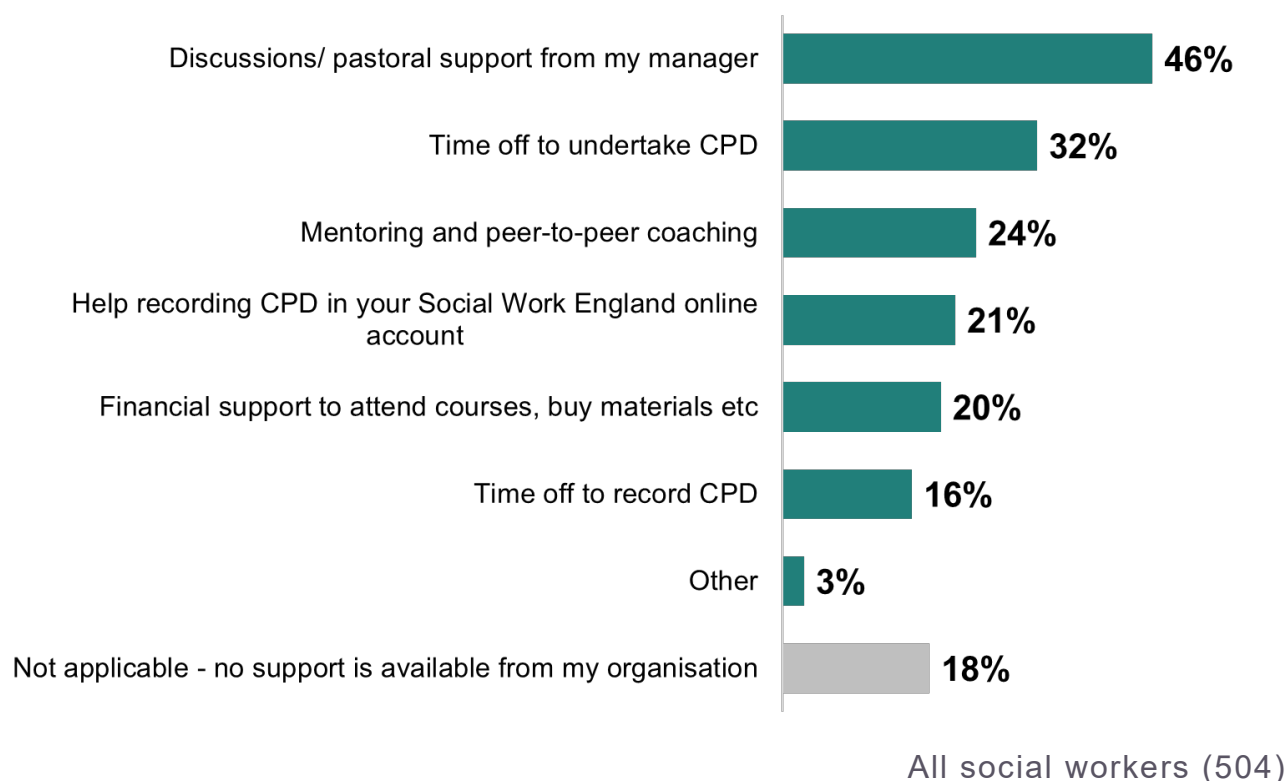 Discussions/ pastoral support from my manager
46%
Time off to undertake CPD
32%
Mentoring and peer-to-peer coaching
24%
Help recording CPD in your Social Work England online
account
21%
Financial support to attend courses, buy materials etc
20%
Time off to record CPD
16%
Other
3%
Not applicable - no support is available from my organisation
18%
All social workers (504)